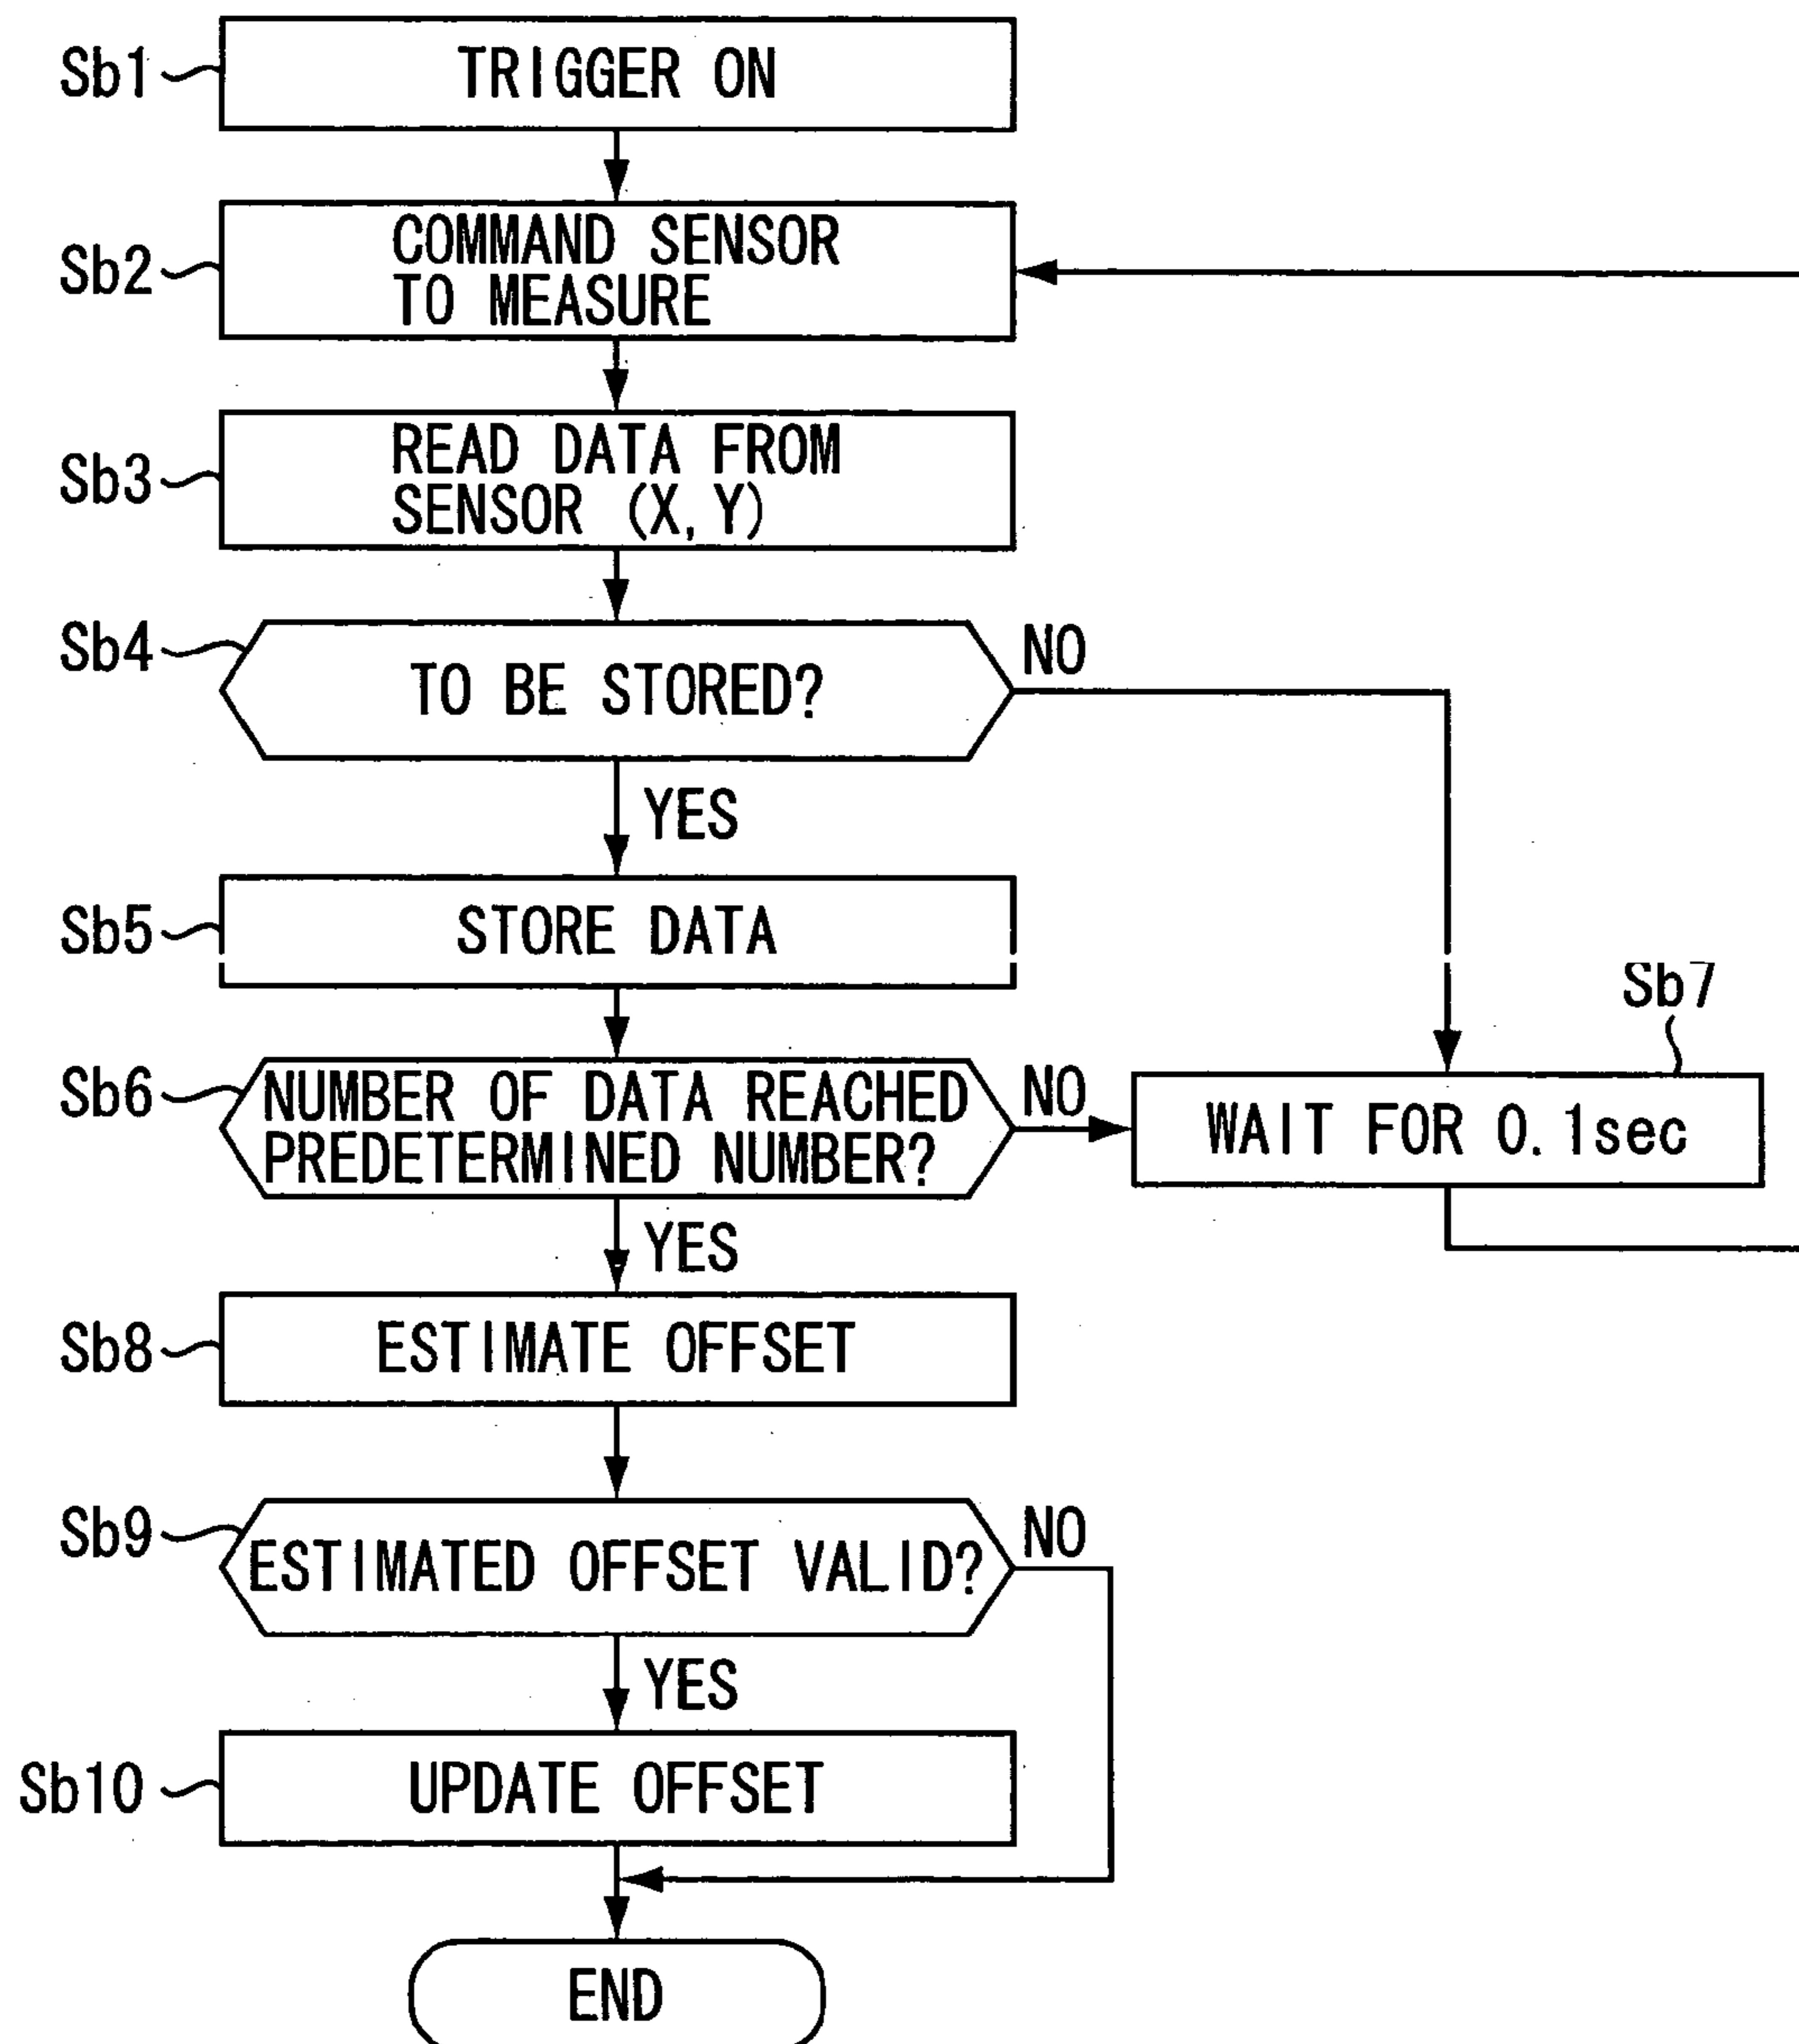 Sb1
TRIGGER ON
Sb2
COMMAND SENSOR
TO MEASURE
Sb3
READ DATA FROM
SENSOR (X, Y)
Sb4
TO BE STORED?
NO
YES
Sb5
STORE DATA
Sb6
NUMBER OF DATA REACHED
PREDETERMINED NUMBER?
NO
Sb7
WAIT FOR 0.1sec
YES
Sb8
ESTIMATE OFFSET
Sb9
ESTIMATED OFFSET VALID?
NO
YES
Sb10
UPDATE OFFSET
END